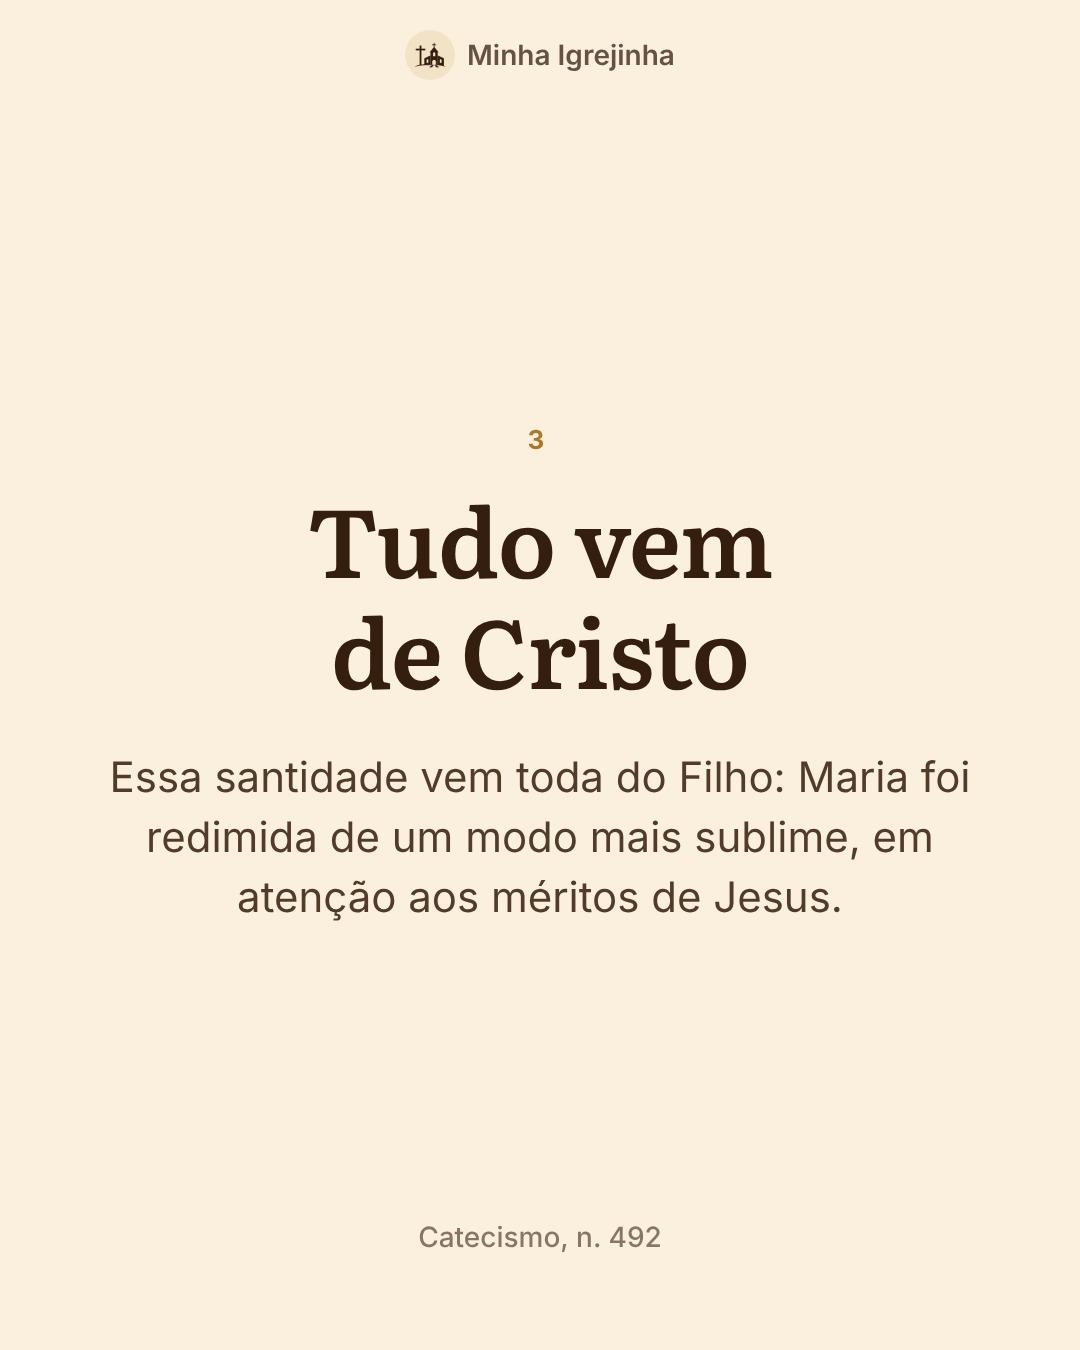 Minha Igrejinha
3
Tudo vem
de Cristo
Essa santidade vem toda do Filho: Maria foi
redimida de um modo mais sublime, em
atenção aos méritos de Jesus.
Catecismo, n. 492